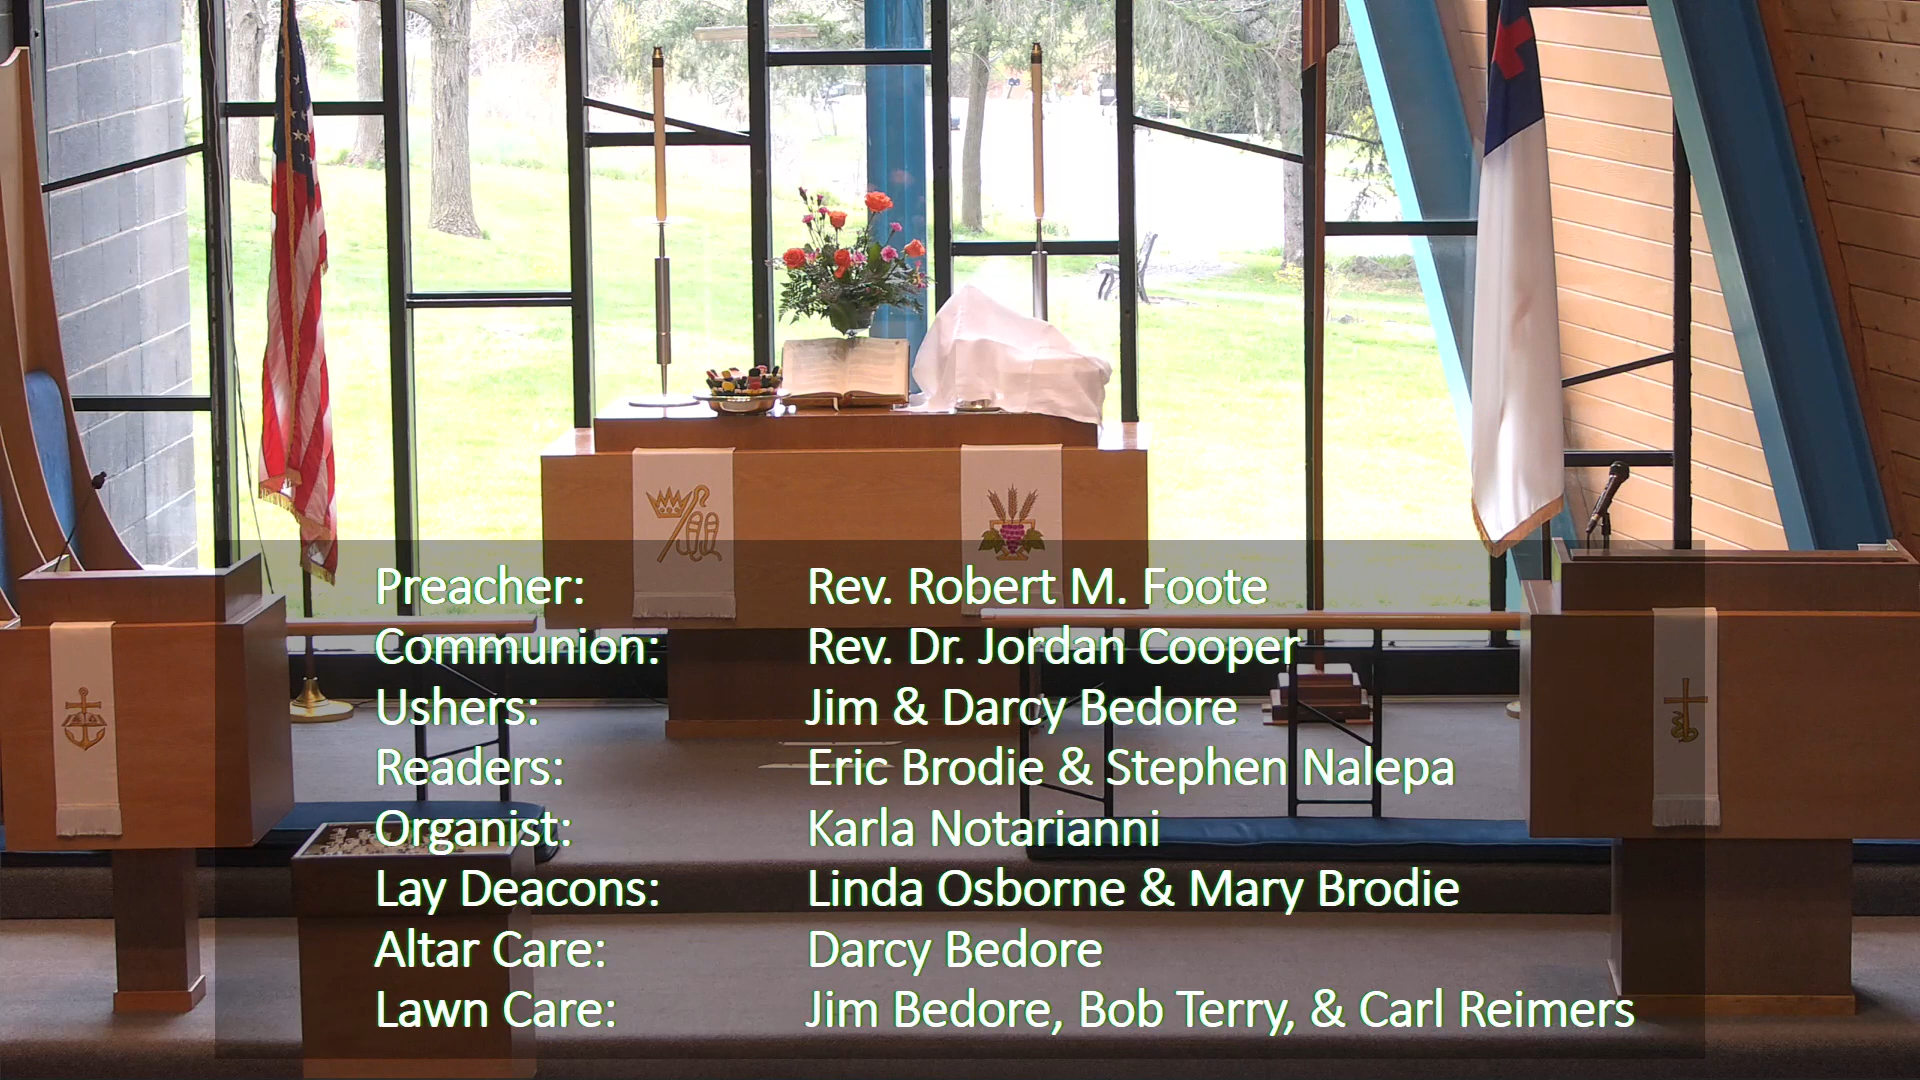 Preacher: Rev. Robert M. Foote
Communion: Rev. Dr. Jordan Cooper
Ushers: Jim & Darcy Bedore
Readers: Eric Brodie & Stephen Nalepa
Organist: Karla Notarianni
Lay Deacons: Linda Osborne & Mary Brodie
Altar Care: Darcy Bedore
Lawn Care: Jim Bedore, Bob Terry, & Carl Reimers